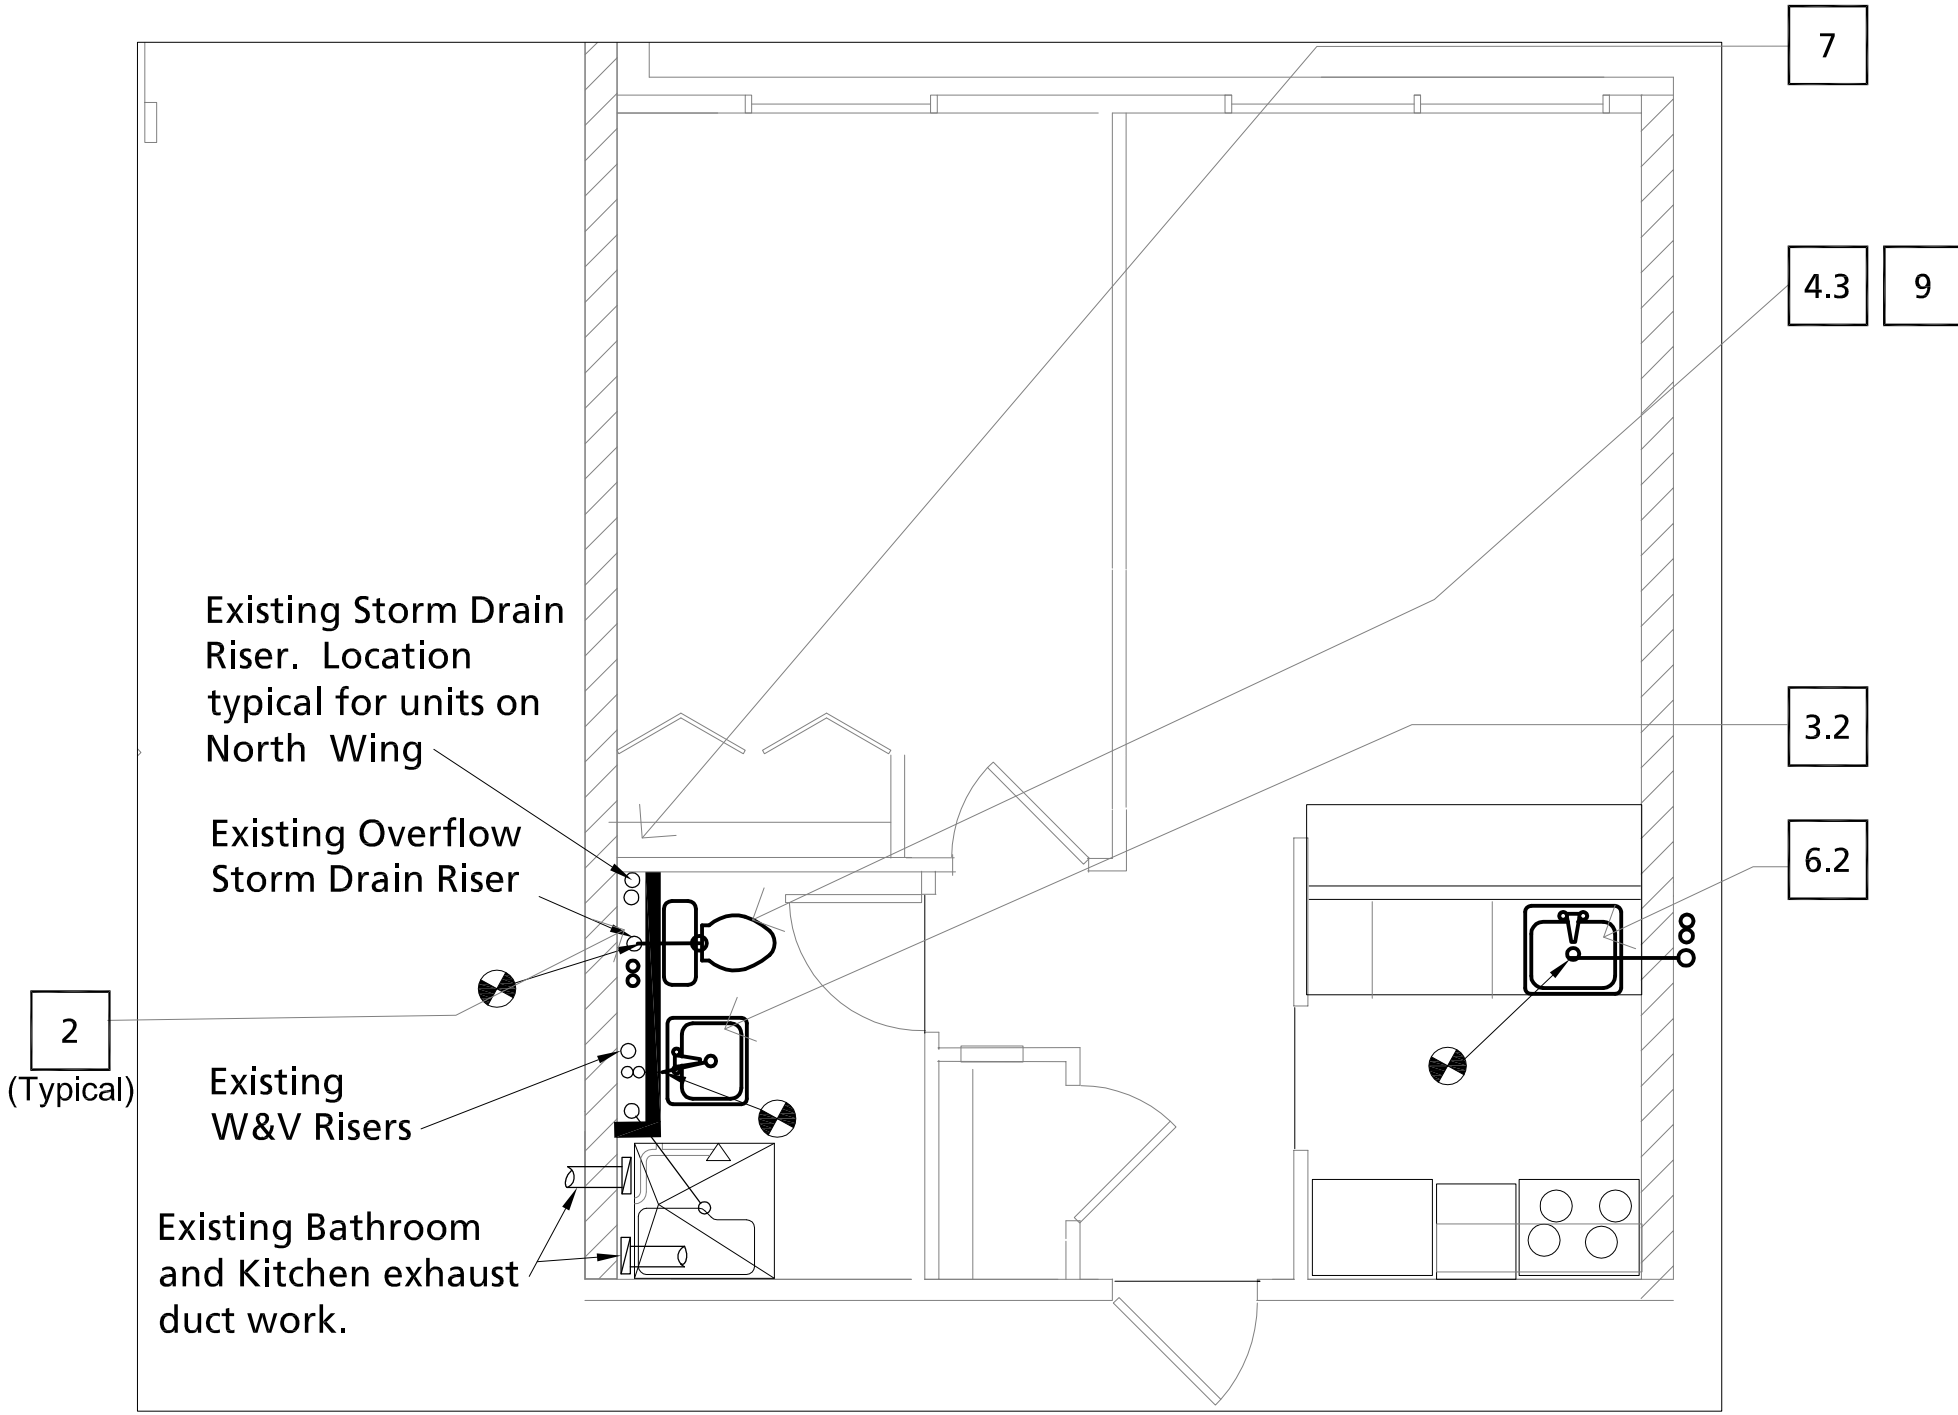 7
4.3 9
Existing Storm Drain
Riser. Location
typical for units on
North Wing
3.2
Existing Overflow
Storm Drain Riser
6.2
2
(Typical)
Existing
W&V Risers
Existing Bathroom
and Kitchen exhaust
duct work.